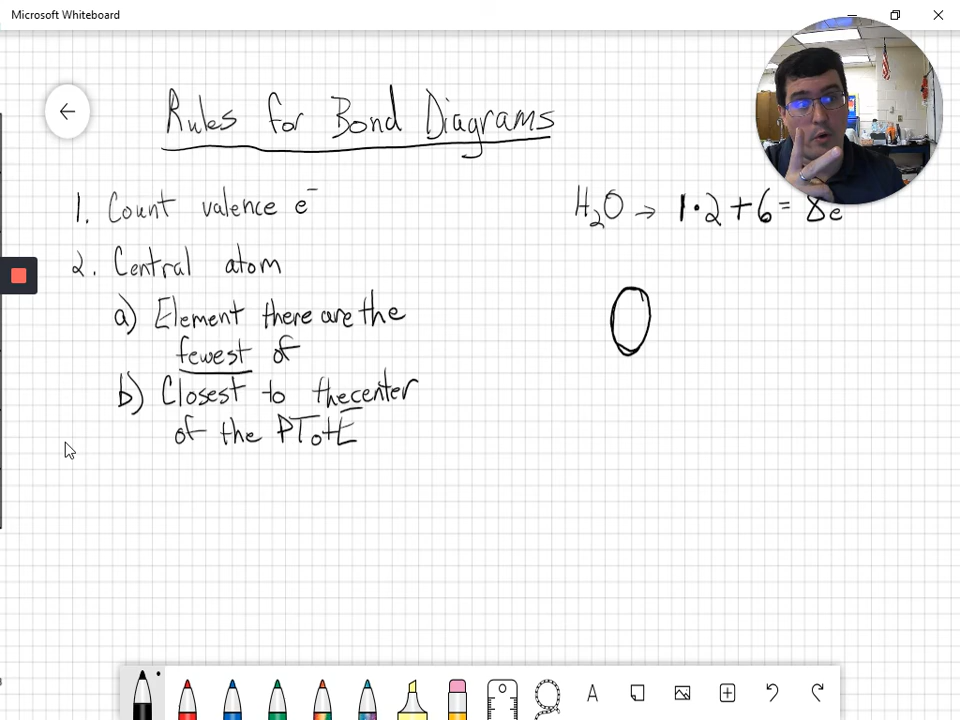 Microsoft Whiteboard
Rules for Bond Diagrams
1. Count valence e⁻
H₂O → 1·2+6= 8e
2. Central atom
a) Element there are the
fewest of
b) Closest to the center
of the PTotE
O
A